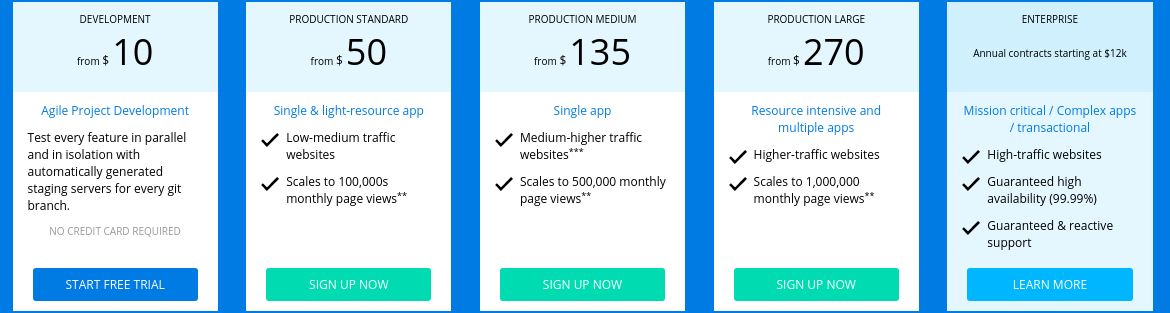 DEVELOPMENT
from $ 10
Agile Project Development
Test every feature in parallel
and in isolation with
automatically generated
staging servers for every git
branch.
NO CREDIT CARD REQUIRED
START FREE TRIAL
PRODUCTION STANDARD
from $ 50
Single & light-resource app
Low-medium traffic
websites
Scales to 100,000s
monthly page views**
SIGN UP NOW
PRODUCTION MEDIUM
from $ 135
Single app
Medium-higher traffic
websites***
Scales to 500,000 monthly
page views**
SIGN UP NOW
PRODUCTION LARGE
from $ 270
Resource intensive and
multiple apps
Higher-traffic websites
Scales to 1,000,000
monthly page views**
SIGN UP NOW
ENTERPRISE
Annual contracts starting at $12k
Mission critical / Complex apps
/ transactional
High-traffic websites
Guaranteed high
availability (99.99%)
Guaranteed & reactive
support
LEARN MORE